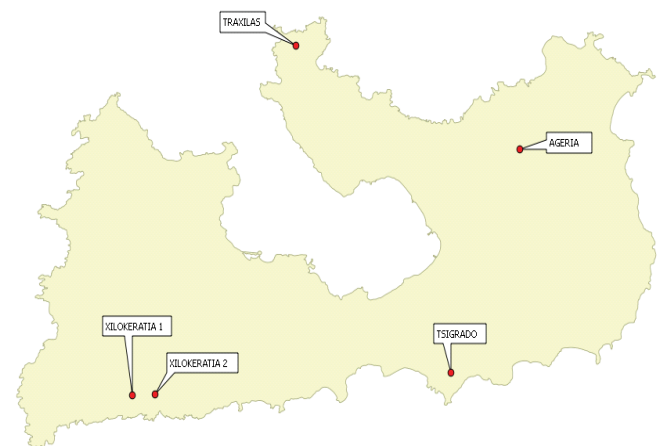 TRAXILAS
AGERIA
XILOKERATIA 1
TSIGRADO
XILOKERATIA 2